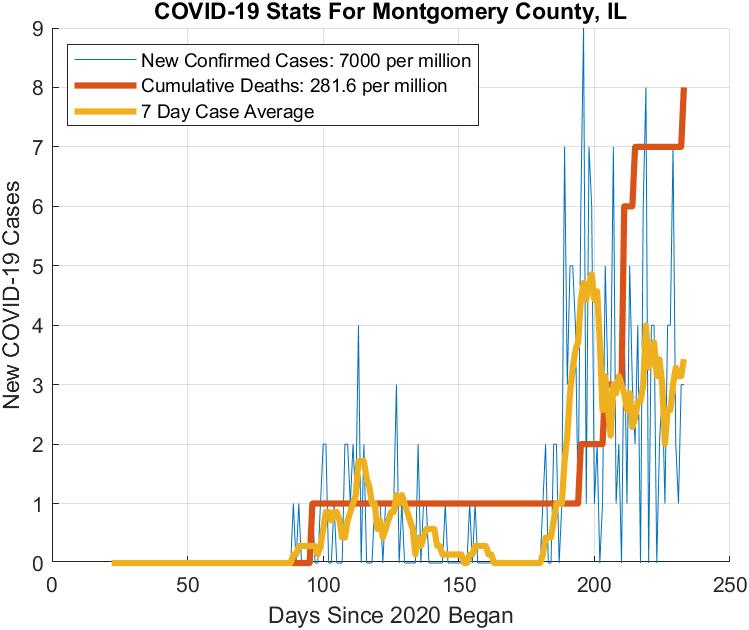 COVID-19 Stats For Montgomery County, IL
New Confirmed Cases: 7000 per million
Cumulative Deaths: 281.6 per million
7 Day Case Average
New COVID-19 Cases
9
8
7
6
5
4
3
2
1
0
0 50 100 150 200 250
Days Since 2020 Began